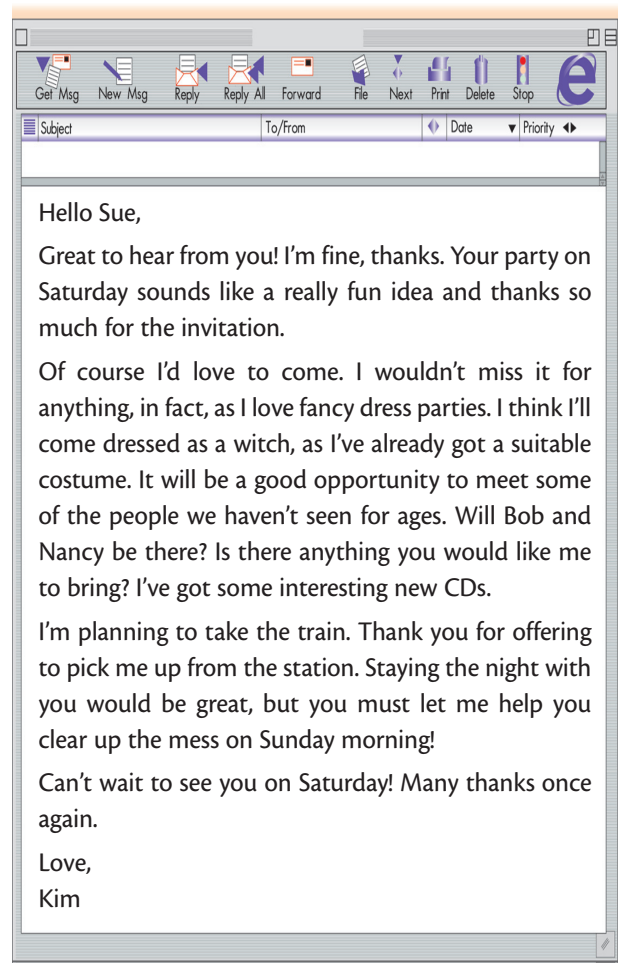 Get Msg New Msg Reply Reply All Forward File Next Print Delete Stop
Subject To/From Date Priority
Hello Sue,
Great to hear from you! I'm fine, thanks. Your party on
Saturday sounds like a really fun idea and thanks so
much for the invitation.
Of course I'd love to come. I wouldn't miss it for
anything, in fact, as I love fancy dress parties. I think I'll
come dressed as a witch, as I've already got a suitable
costume. It will be a good opportunity to meet some
of the people we haven't seen for ages. Will Bob and
Nancy be there? Is there anything you would like me
to bring? I've got some interesting new CDs.
I'm planning to take the train. Thank you for offering
to pick me up from the station. Staying the night with
you would be great, but you must let me help you
clear up the mess on Sunday morning!
Can't wait to see you on Saturday! Many thanks once
again.
Love,
Kim